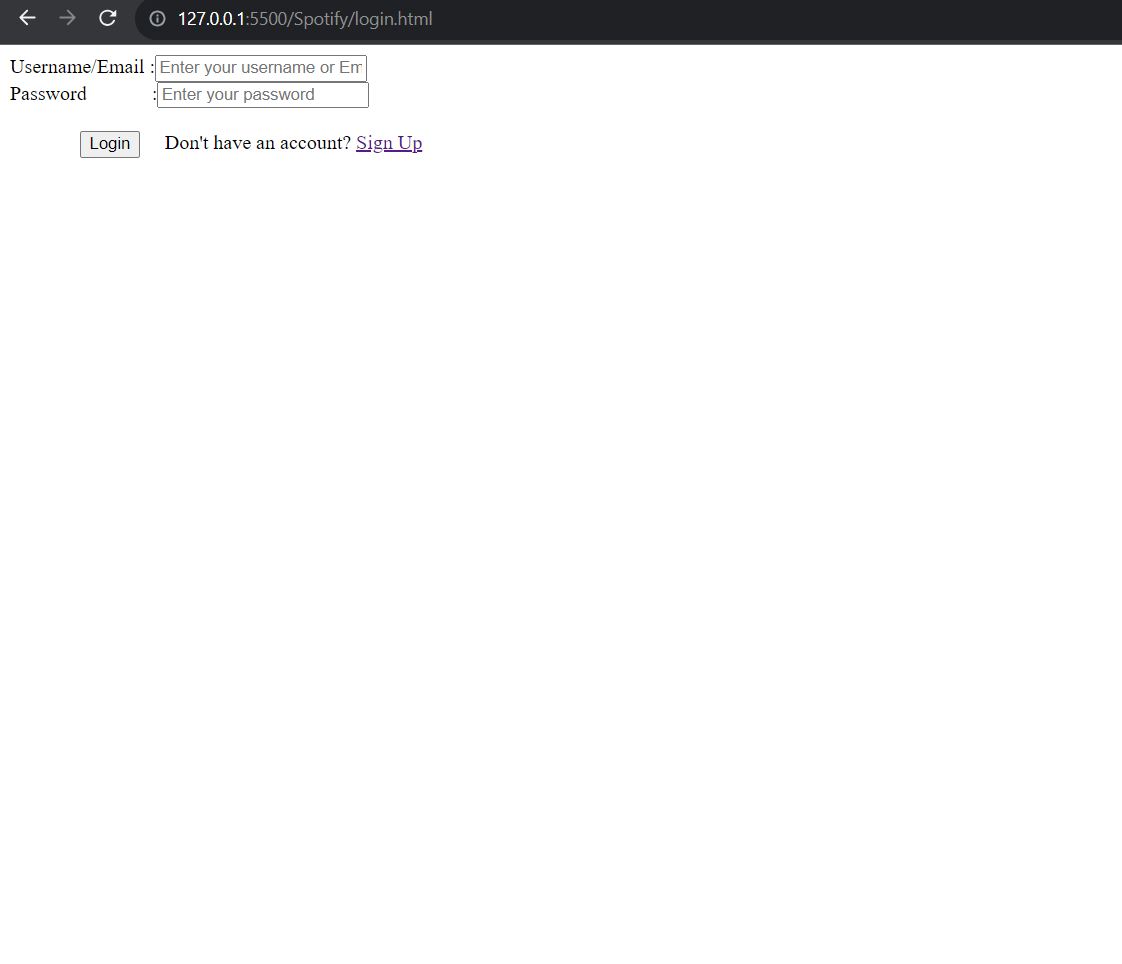 127.0.0.1:5500/Spotify/login.html
Username/Email :Enter your username or Em
Password :Enter your password
Login Don't have an account? Sign Up